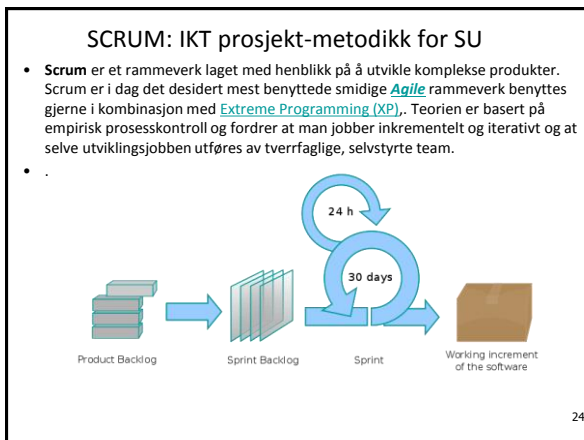 SCRUM: IKT prosjekt-metodikk for SU
• Scrum er et rammeverk laget med henblikk på å utvikle komplekse produkter.
Scrum er i dag det desidert mest benyttede smidige Agile rammeverk benyttes
gjerne i kombinasjon med Extreme Programming (XP),. Teorien er basert på
empirisk prosesskontroll og fordrer at man jobber inkrementelt og iterativt og at
selve utviklingsjobben utføres av tverrfaglige, selvstyrte team.
• .
24 h
30 days
Product Backlog
Sprint Backlog
Sprint
Working increment
of the software
24